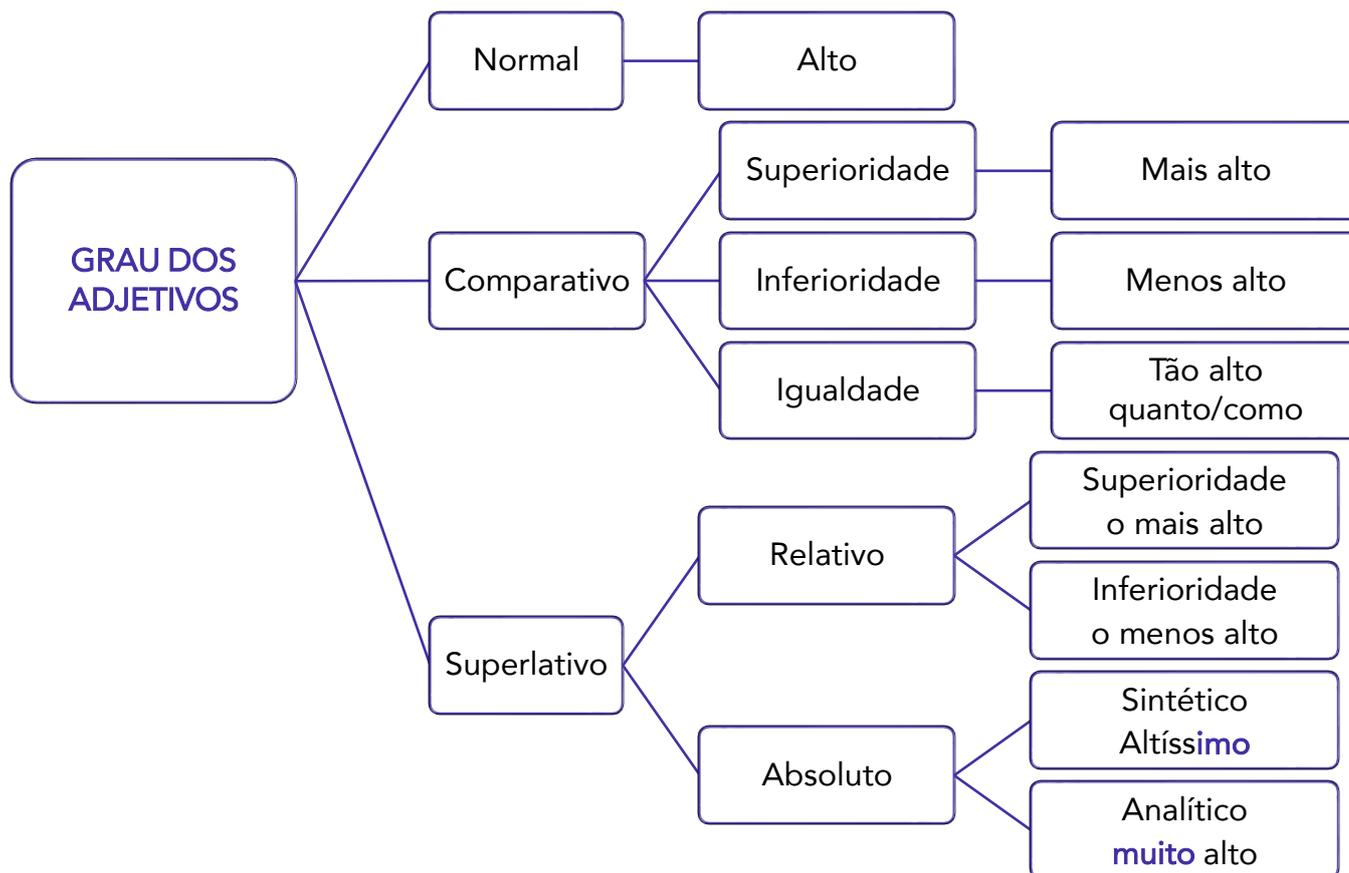 GRAU DOS
ADJETIVOS
Normal
Alto
Comparativo
Superioridade
Mais alto
Inferioridade
Menos alto
Igualdade
Tão alto
quanto/como
Superlativo
Relativo
Superioridade
o mais alto
Inferioridade
o menos alto
Absoluto
Sintético
Altíssimo
Analítico
muito alto